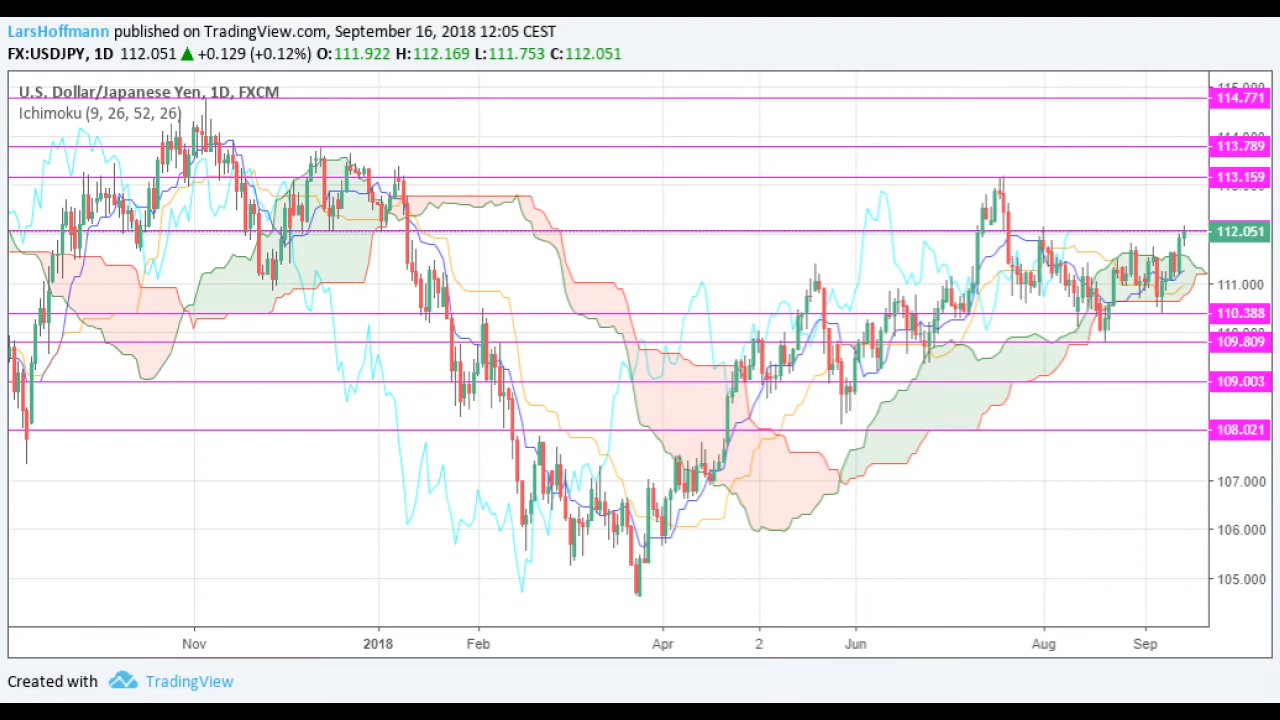 LarsHoffmann published on TradingView.com, September 16, 2018 12:05 CEST
FX:USDJPY, 1D 112.051 ▲ +0.129 (+0.12%) O:111.922 H:112.169 L:111.753 C:112.051
U.S. Dollar/Japanese Yen, 1D, FXCM
Ichimoku (9, 26, 52, 26)
114.771
113.789
113.159
112.051
111.000
110.388
109.809
109.003
108.021
107.000
106.000
105.000
Nov 2018 Feb Apr 2 Jun Aug Sep
Created with TradingView